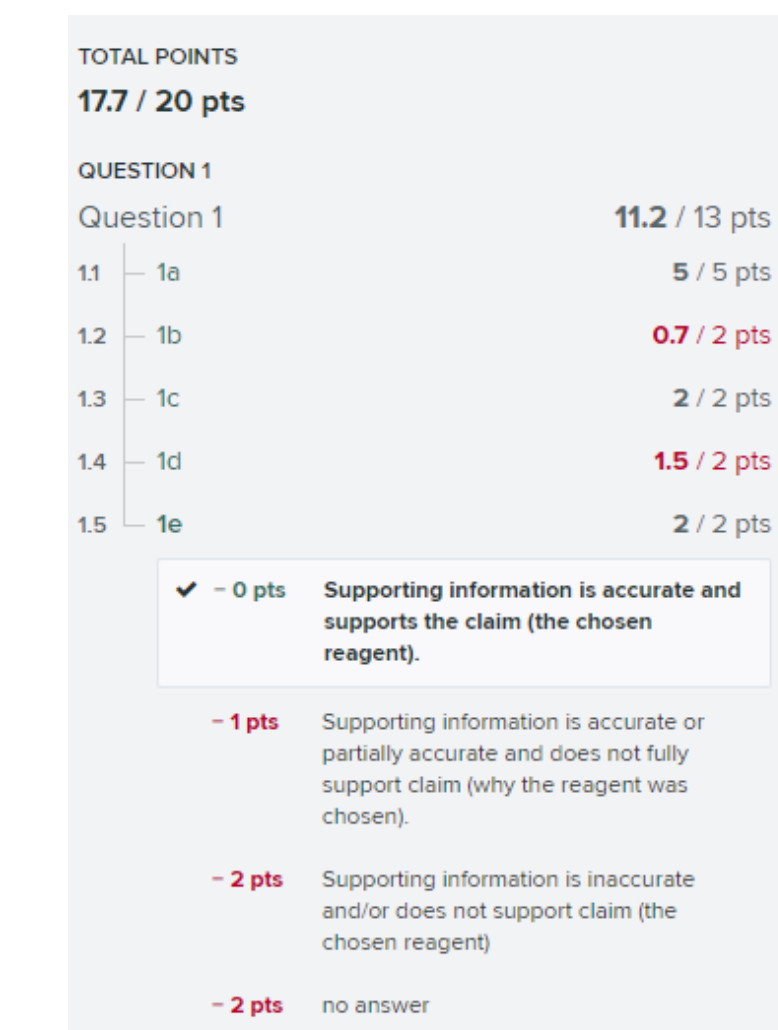 TOTAL POINTS
17.7 / 20 pts
QUESTION 1
Question 1 11.2 / 13 pts
1.1 1a 5 / 5 pts
1.2 1b 0.7 / 2 pts
1.3 1c 2 / 2 pts
1.4 1d 1.5 / 2 pts
1.5 1e 2 / 2 pts
✔ – 0 pts Supporting information is accurate and
supports the claim (the chosen
reagent).
– 1 pts Supporting information is accurate or
partially accurate and does not fully
support claim (why the reagent was
chosen).
– 2 pts Supporting information is inaccurate
and/or does not support claim (the
chosen reagent)
– 2 pts no answer